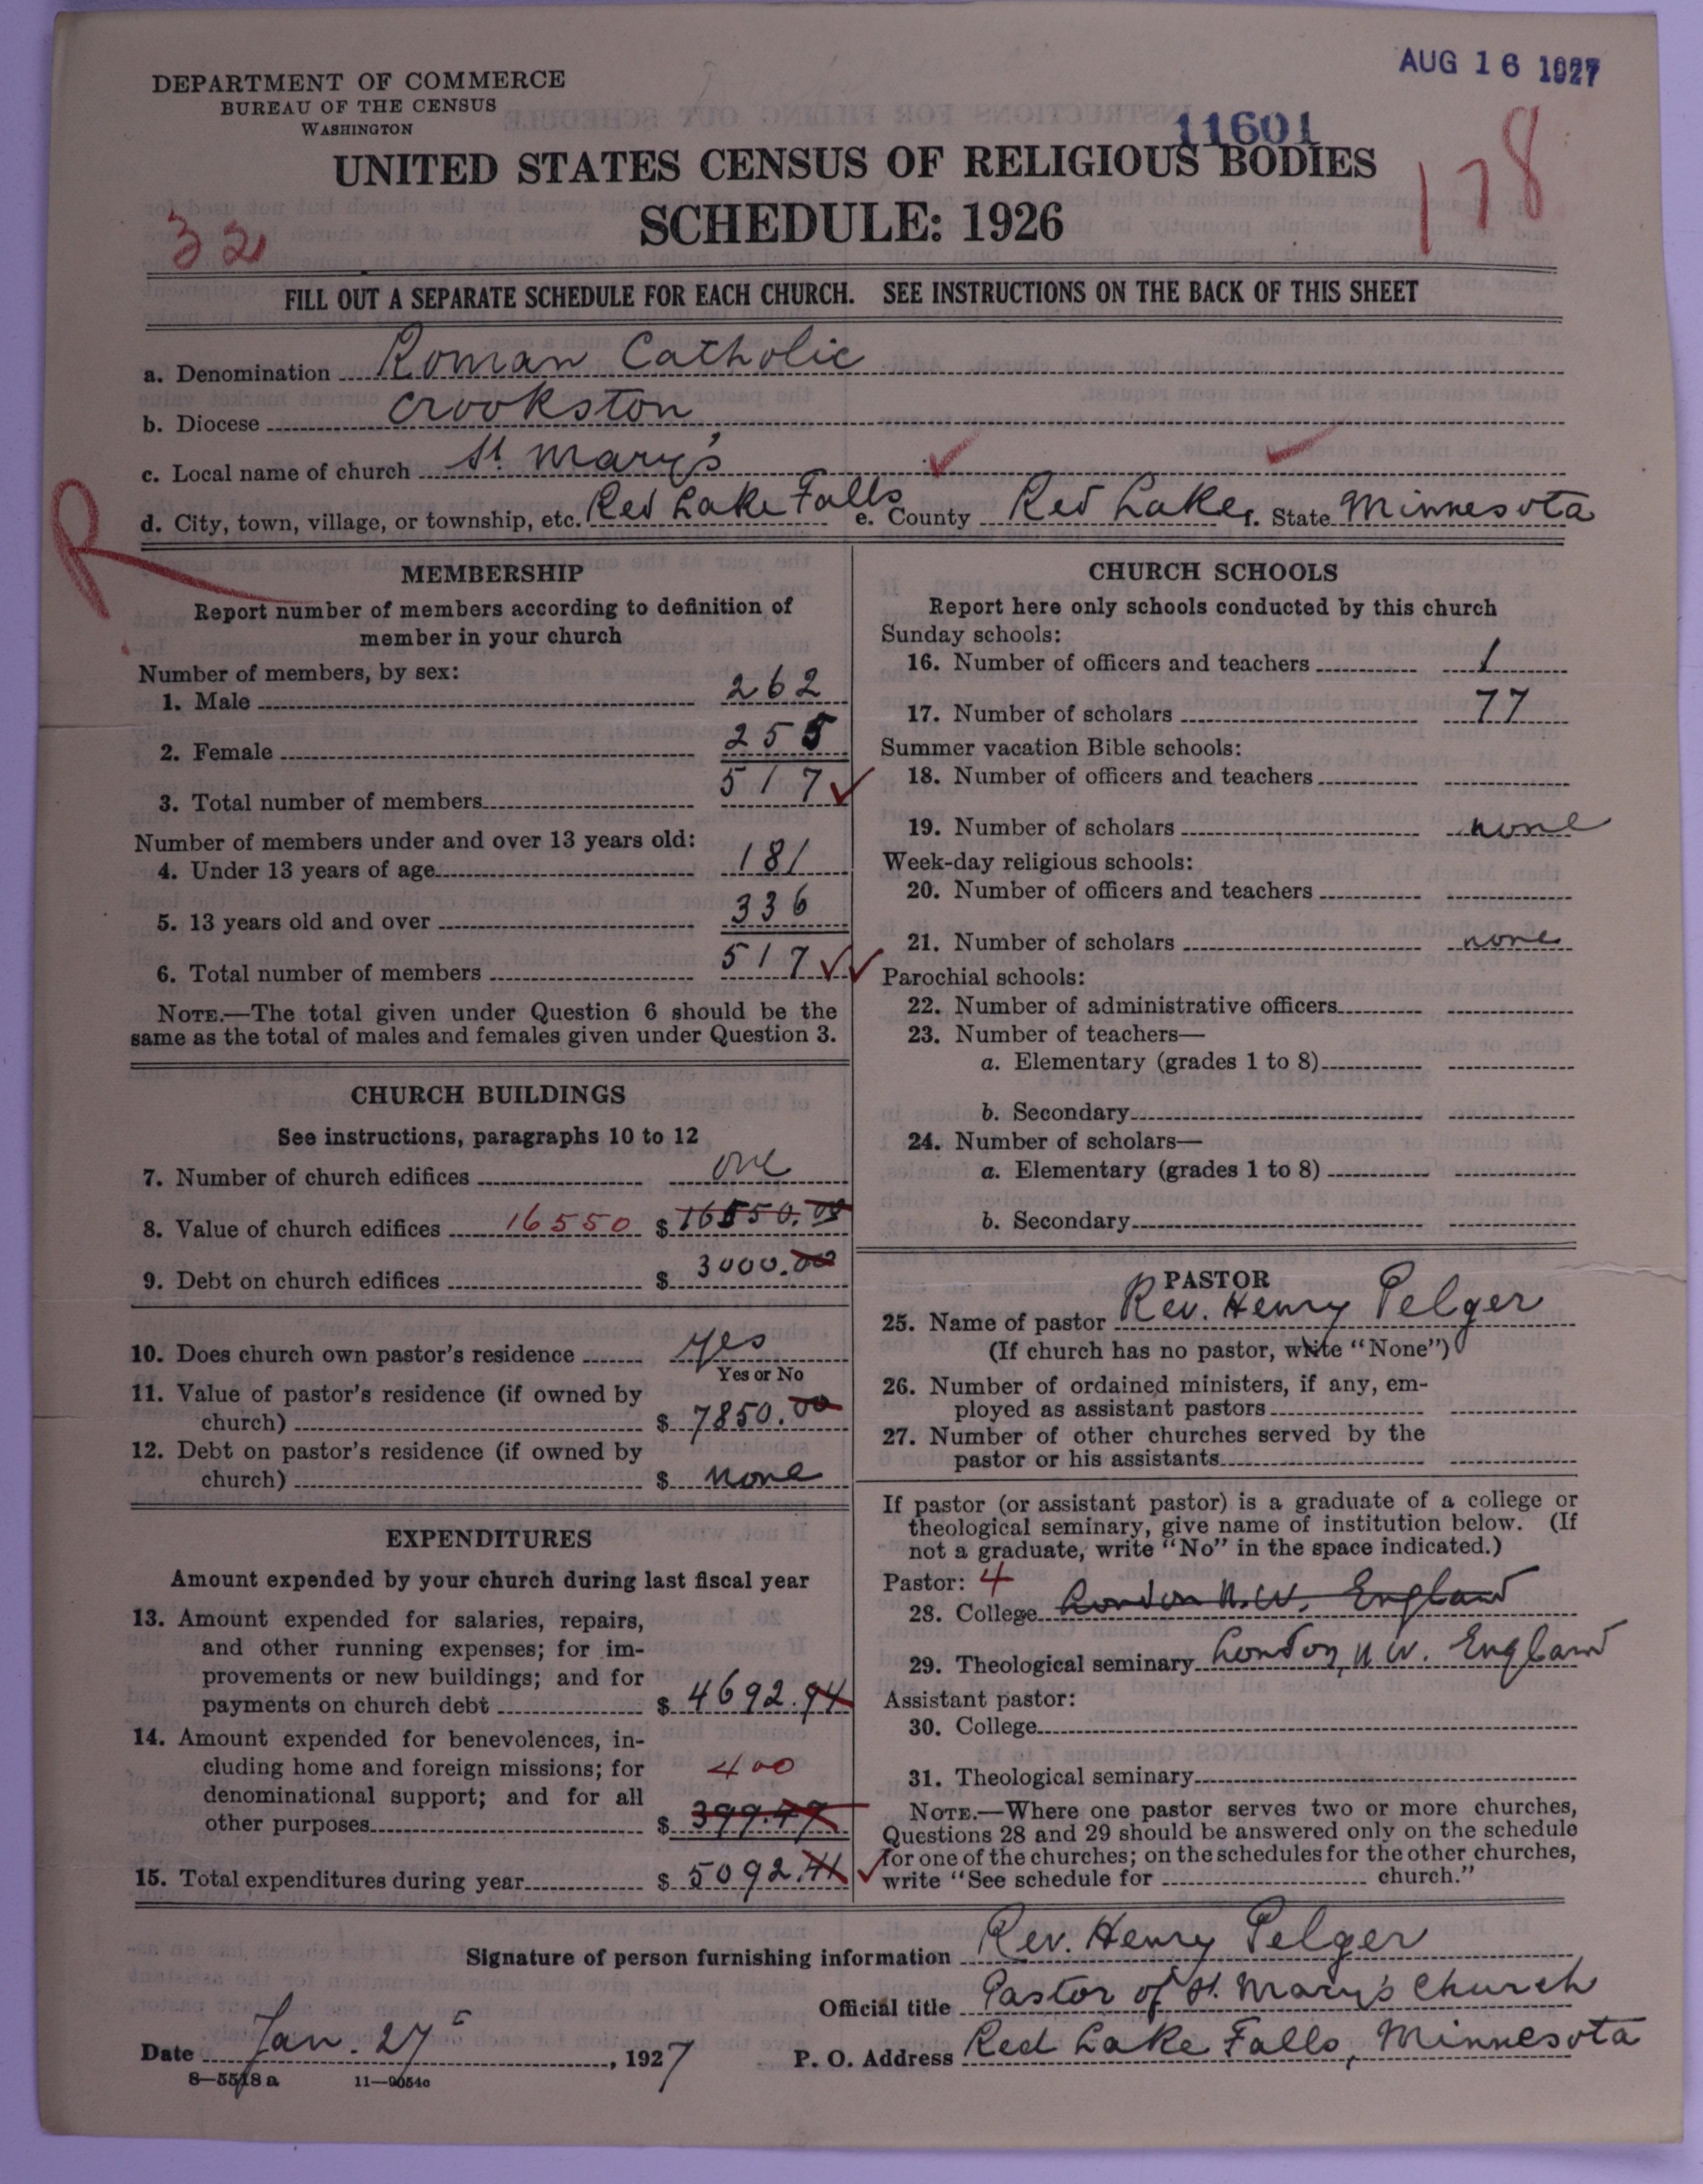 AUG 16 1927
DEPARTMENT OF COMMERCE
BUREAU OF THE CENSUS
WASHINGTON
11601
UNITED STATES CENSUS OF RELIGIOUS BODIES
178
SCHEDULE: 1926
32
FILL OUT A SEPARATE SCHEDULE FOR EACH CHURCH. SEE INSTRUCTIONS ON THE BACK OF THIS SHEET
a. Denomination Roman Catholic
b. Diocese Crookston
c. Local name of church St. Mary's
d. City, town, village, or township, etc. Red Lake Falls e. County Red Lake f. State Minnesota
R
MEMBERSHIP
Report number of members according to definition of
member in your church
Number of members, by sex:
1. Male 262
2. Female 255
3. Total number of members 517
Number of members under and over 13 years old:
4. Under 13 years of age 181
5. 13 years old and over 336
6. Total number of members 517
NOTE.—The total given under Question 6 should be the
same as the total of males and females given under Question 3.
CHURCH BUILDINGS
See instructions, paragraphs 10 to 12
7. Number of church edifices one
8. Value of church edifices 16550 $ 16550.00
9. Debt on church edifices $ 3000.00
10. Does church own pastor's residence yes
Yes or No
11. Value of pastor's residence (if owned by
church) $ 7850.00
12. Debt on pastor's residence (if owned by
church) $ none
EXPENDITURES
Amount expended by your church during last fiscal year
13. Amount expended for salaries, repairs,
and other running expenses; for im-
provements or new buildings; and for
payments on church debt $ 4692.94
14. Amount expended for benevolences, in-
cluding home and foreign missions; for 400
denominational support; and for all
other purposes $ 399.47
15. Total expenditures during year $ 5092.41
CHURCH SCHOOLS
Report here only schools conducted by this church
Sunday schools:
16. Number of officers and teachers 1
17. Number of scholars 77
Summer vacation Bible schools:
18. Number of officers and teachers
19. Number of scholars none
Week-day religious schools:
20. Number of officers and teachers
21. Number of scholars none
Parochial schools:
22. Number of administrative officers
23. Number of teachers—
a. Elementary (grades 1 to 8)
b. Secondary
24. Number of scholars—
a. Elementary (grades 1 to 8)
b. Secondary
PASTOR
25. Name of pastor Rev. Henry Pelger
(If church has no pastor, write "None")
26. Number of ordained ministers, if any, em-
ployed as assistant pastors
27. Number of other churches served by the
pastor or his assistants
If pastor (or assistant pastor) is a graduate of a college or
theological seminary, give name of institution below. (If
not a graduate, write "No" in the space indicated.)
Pastor: 4
28. College London N.W. England
29. Theological seminary London, N.W. England
Assistant pastor:
30. College
31. Theological seminary
NOTE.—Where one pastor serves two or more churches,
Questions 28 and 29 should be answered only on the schedule
for one of the churches; on the schedules for the other churches,
write "See schedule for church."
Signature of person furnishing information Rev. Henry Pelger
Official title Pastor of St. Mary's Church
Date Jan. 27, 1927 P. O. Address Red Lake Falls, Minnesota
8—5518 a 11—9054c